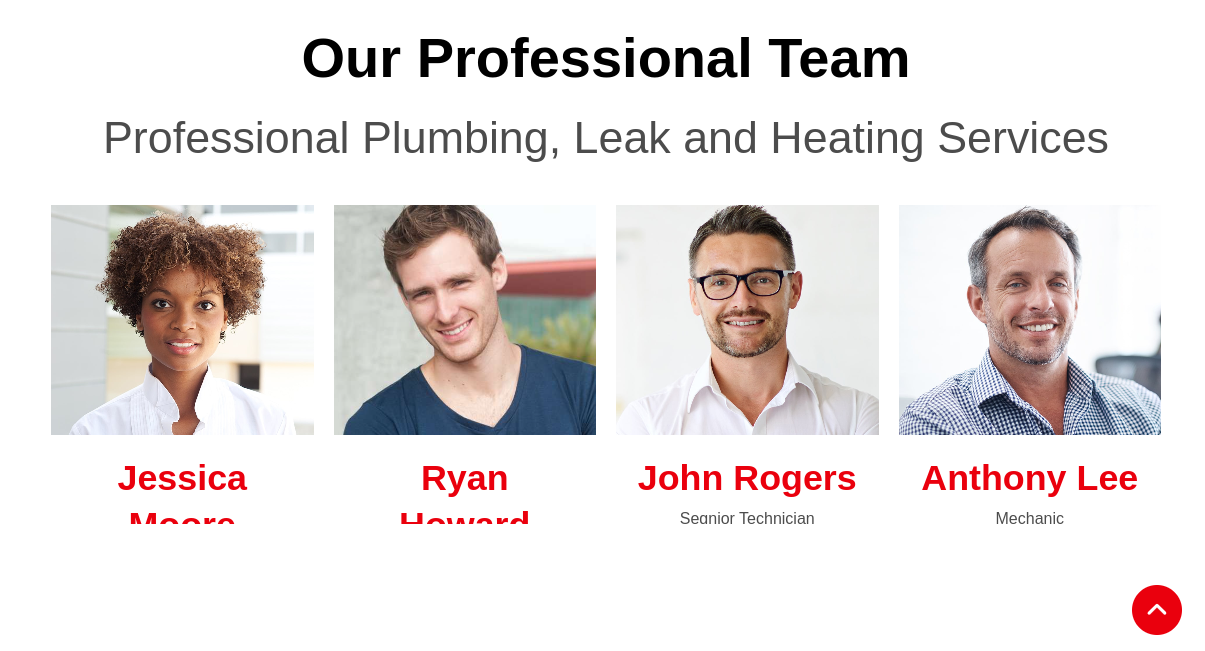 Our Professional Team
Professional Plumbing, Leak and Heating Services
Jessica
Moore
Ryan
Howard
John Rogers
Segnior Technician
Anthony Lee
Mechanic